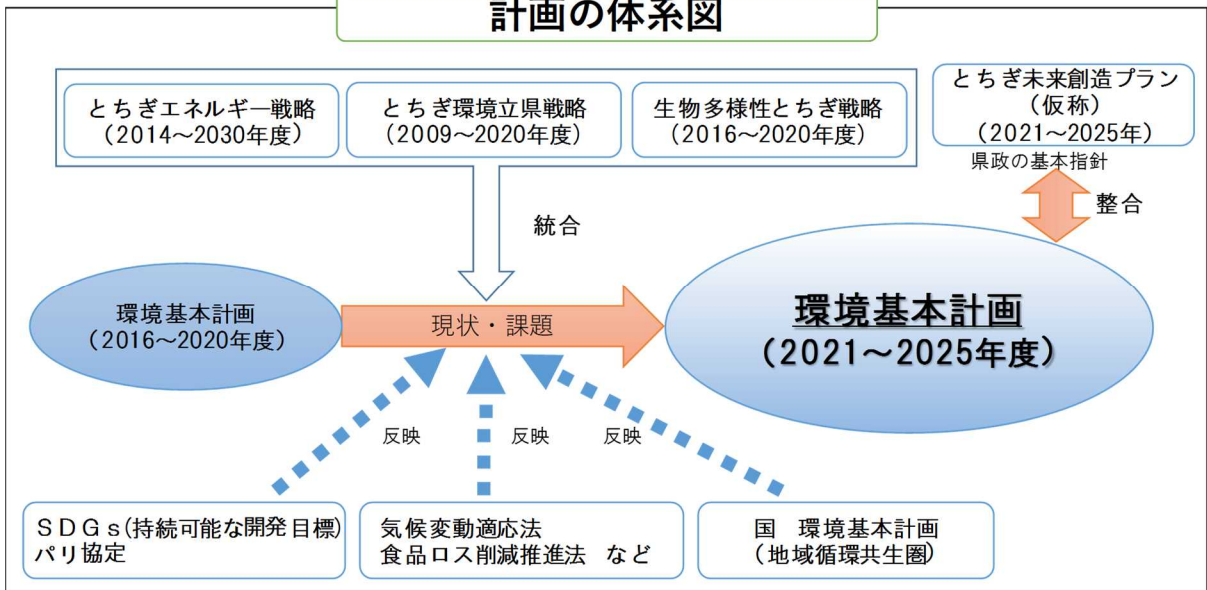 計画の体系図
とちぎエネルギー戦略
（2014～2030年度）
とちぎ環境立県戦略
（2009～2020年度）
生物多様性とちぎ戦略
（2016～2020年度）
とちぎ未来創造プラン
（仮称）
（2021～2025年）
県政の基本指針
整合
統合
環境基本計画
（2016～2020年度）
現状・課題
環境基本計画
（2021～2025年度）
反映
反映
反映
ＳＤＧｓ(持続可能な開発目標)
パリ協定
気候変動適応法
食品ロス削減推進法　など
国　環境基本計画
（地域循環共生圏）